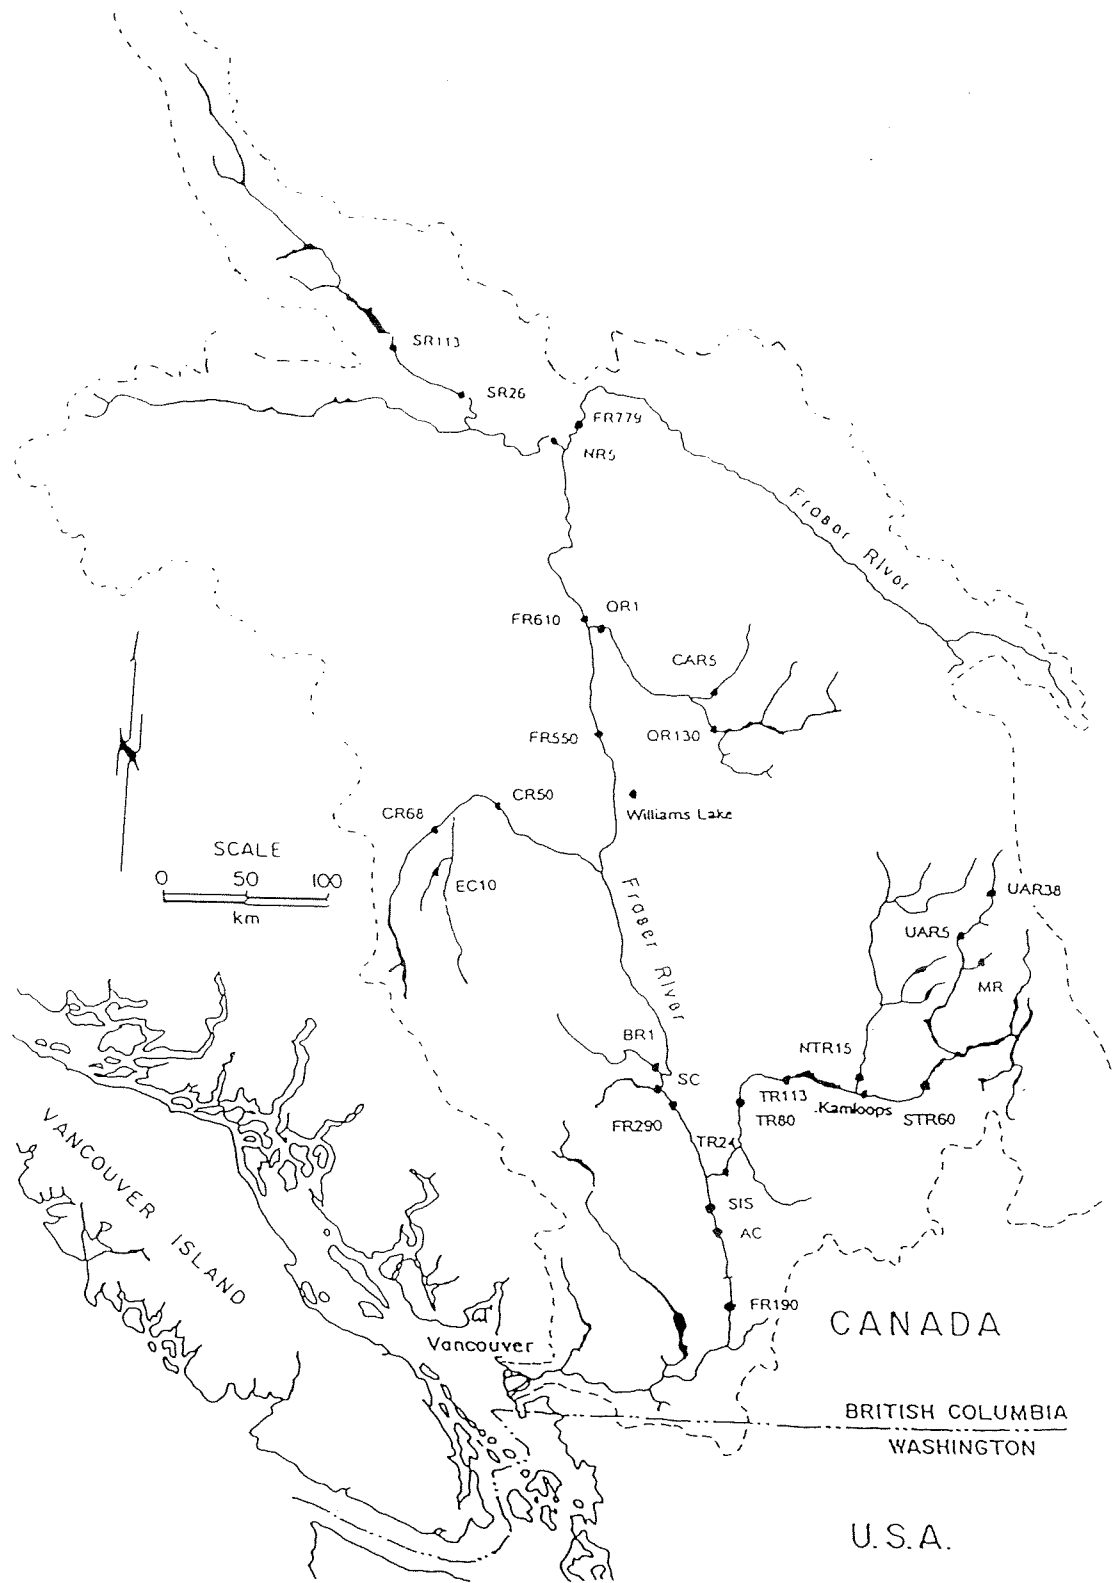 SR113
SR26
FR779
NR5
Fraser River
FR610
QR1
CAR5
FR550
QR130
CR50
CR68
Williams Lake
SCALE
0 50 100
km
EC10
Fraser River
UAR38
UAR5
MR
BR1
NTR15
SC
TR113
Kamloops
FR290
TR80
STR60
TR24
SIS
AC
VANCOUVER ISLAND
FR190
CANADA
Vancouver
BRITISH COLUMBIA
WASHINGTON
U.S.A.